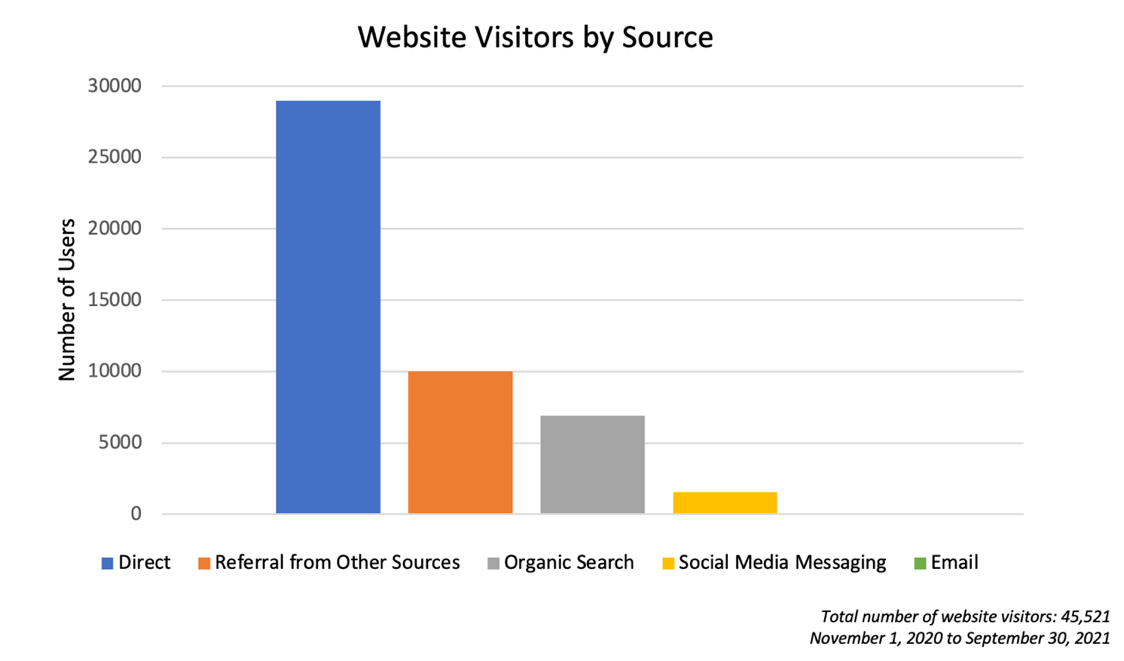 Website Visitors by Source
30000
25000
20000
15000
10000
5000
0
Number of Users
Direct Referral from Other Sources Organic Search Social Media Messaging Email
Total number of website visitors: 45,521
November 1, 2020 to September 30, 2021